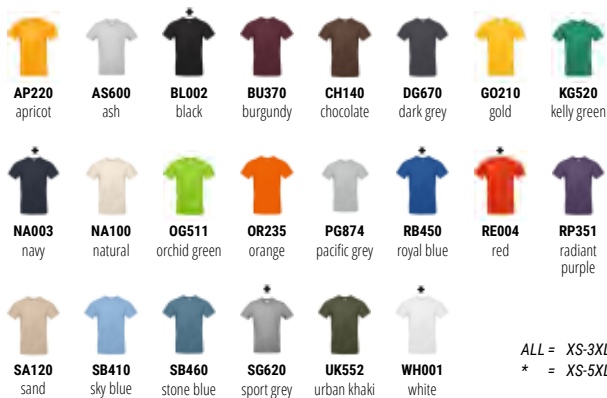 *
AP220 AS600 BL002 BU370 CH140 DG670 GO210 KG520
apricot ash black burgundy chocolate dark grey gold kelly green
* * *
NA003 NA100 OG511 OR235 PG874 RB450 RE004 RP351
navy natural orchid green orange pacific grey royal blue red radiant
purple
* *
SA120 SB410 SB460 SG620 UK552 WH001
sand sky blue stone blue sport grey urban khaki white
ALL = XS-3XL
* = XS-5XL